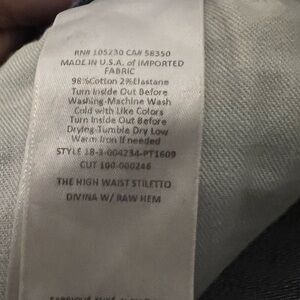 RN# 105230 CA# 58350
MADE IN U.S.A. of IMPORTED
FABRIC
98%Cotton 2%Elastane
Turn Inside Out Before
Washing-Machine Wash
Cold with Like Colors
Turn Inside Out Before
Drying-Tumble Dry Low
Warm Iron if needed
STYLE 18-3-004234-PT1609
CUT 100-000246
THE HIGH WAIST STILETTO
DIVINA W/ RAW HEM